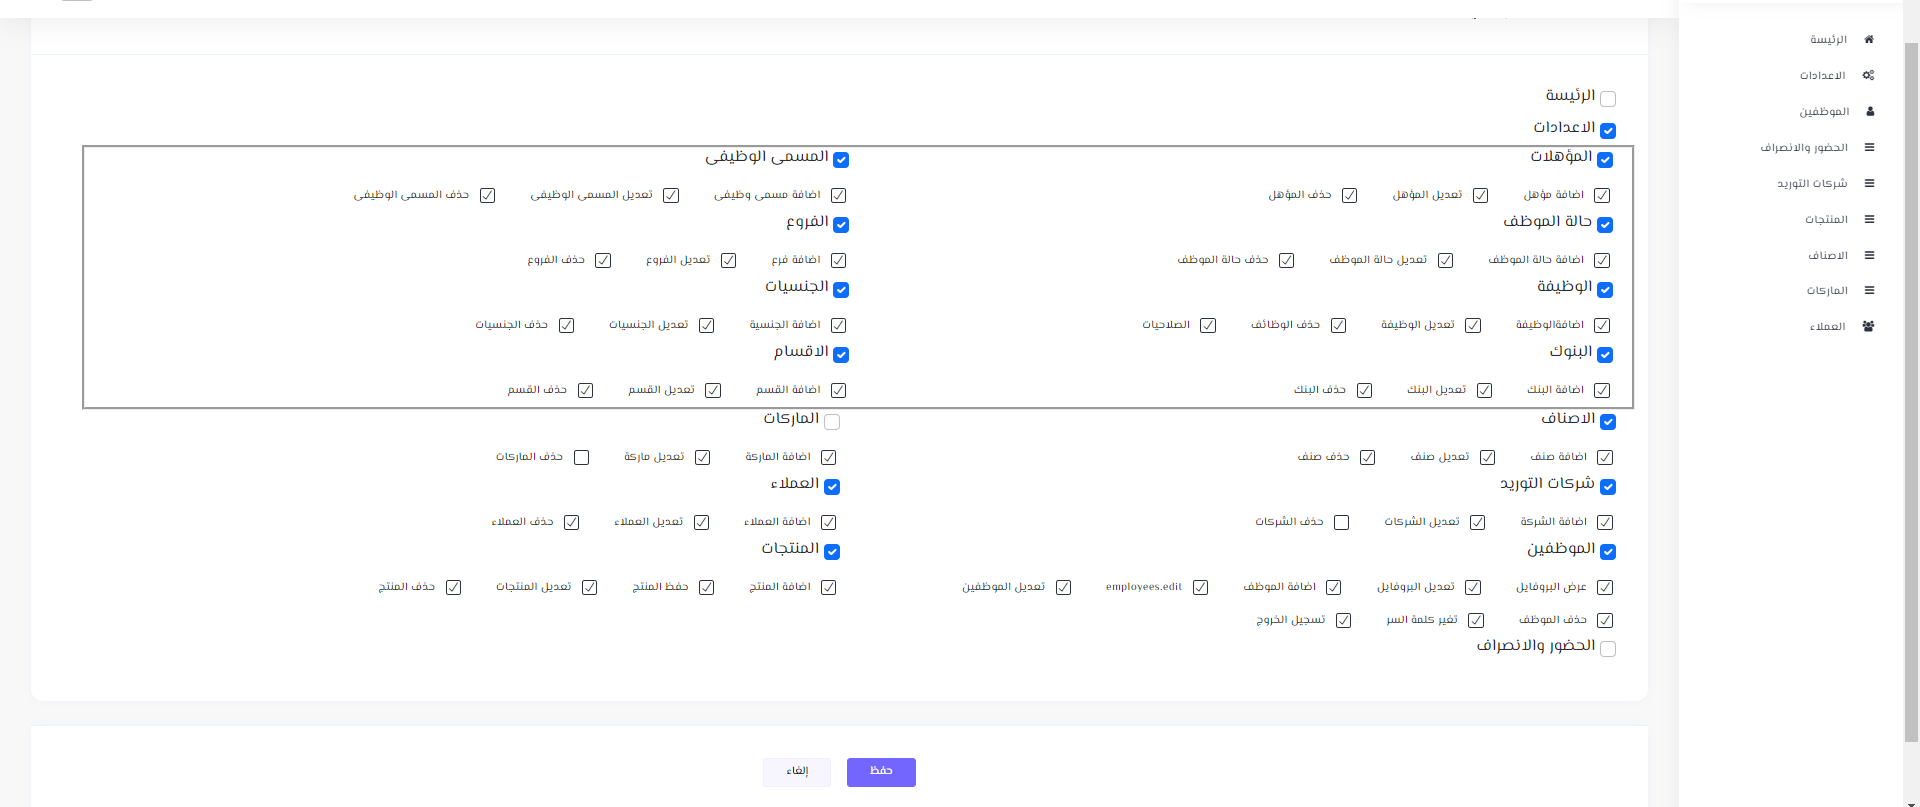 الرئيسة
الاعدادات
الموظفين
الحضور والانصراف
شركات التوريد
المنتجات
الاصناف
الماركات
العملاء
الرئيسة
الاعدادات
المؤهلات
اضافة مؤهل تعديل المؤهل حذف المؤهل
المسمى الوظيفى
اضافة مسمى وظيفى تعديل المسمى الوظيفى حذف المسمى الوظيفى
حالة الموظف
اضافة حالة الموظف تعديل حالة الموظف حذف حالة الموظف
الفروع
اضافة فرع تعديل الفروع حذف الفروع
الوظيفة
اضافةالوظيفة تعديل الوظيفة حذف الوظائف الصلاحيات
الجنسيات
اضافة الجنسية تعديل الجنسيات حذف الجنسيات
البنوك
اضافة البنك تعديل البنك حذف البنك
الاقسام
اضافة القسم تعديل القسم حذف القسم
الاصناف
اضافة صنف تعديل صنف حذف صنف
الماركات
اضافة الماركة تعديل ماركة حذف الماركات
شركات التوريد
اضافة الشركة تعديل الشركات حذف الشركات
العملاء
اضافة العملاء تعديل العملاء حذف العملاء
الموظفين
عرض البروفايل تعديل البروفايل اضافة الموظف employees.edit تعديل الموظفين
حذف الموظف تغير كلمة السر تسجيل الخروج
المنتجات
اضافة المنتج حفظ المنتج تعديل المنتجات حذف المنتج
الحضور والانصراف
حفظ إلغاء